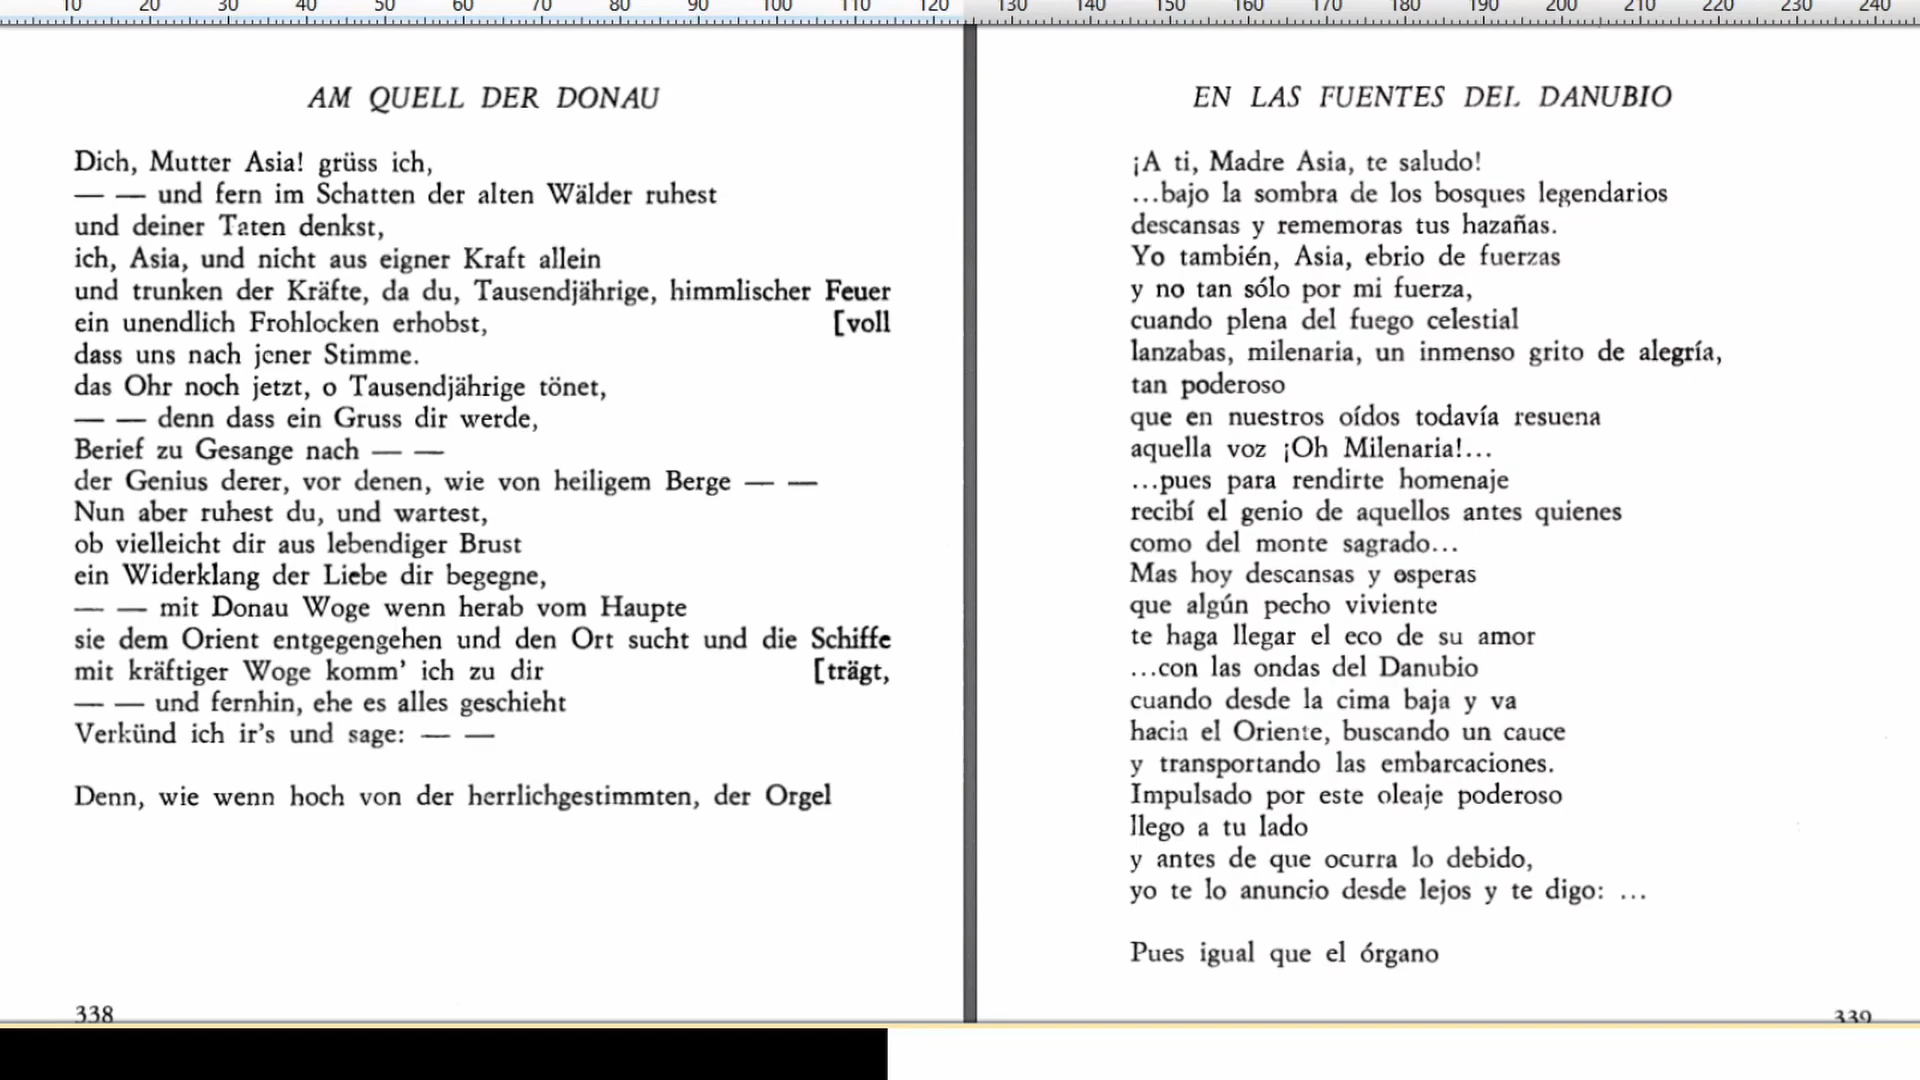 10 20 30 40 50 60 70 80 90 100 110 120 130 140 150 160 170 180 190 200 210 220 230 240
AM QUELL DER DONAU
Dich, Mutter Asia! grüss ich,
— — und fern im Schatten der alten Wälder ruhest
und deiner Taten denkst,
ich, Asia, und nicht aus eigner Kraft allein
und trunken der Kräfte, da du, Tausendjährige, himmlischer Feuer
ein unendlich Frohlocken erhobst, [voll
dass uns nach jener Stimme.
das Ohr noch jetzt, o Tausendjährige tönet,
— — denn dass ein Gruss dir werde,
Berief zu Gesange nach — —
der Genius derer, vor denen, wie von heiligem Berge — —
Nun aber ruhest du, und wartest,
ob vielleicht dir aus lebendiger Brust
ein Widerklang der Liebe dir begegne,
— — mit Donau Woge wenn herab vom Haupte
sie dem Orient entgegengehen und den Ort sucht und die Schiffe
mit kräftiger Woge komm' ich zu dir [trägt,
— — und fernhin, ehe es alles geschieht
Verkünd ich ir's und sage: — —
Denn, wie wenn hoch von der herrlichgestimmten, der Orgel
338
EN LAS FUENTES DEL DANUBIO
¡A ti, Madre Asia, te saludo!
...bajo la sombra de los bosques legendarios
descansas y rememoras tus hazañas.
Yo también, Asia, ebrio de fuerzas
y no tan sólo por mi fuerza,
cuando plena del fuego celestial
lanzabas, milenaria, un inmenso grito de alegría,
tan poderoso
que en nuestros oídos todavía resuena
aquella voz ¡Oh Milenaria!...
...pues para rendirte homenaje
recibí el genio de aquellos antes quienes
como del monte sagrado...
Mas hoy descansas y esperas
que algún pecho viviente
te haga llegar el eco de su amor
...con las ondas del Danubio
cuando desde la cima baja y va
hacia el Oriente, buscando un cauce
y transportando las embarcaciones.
Impulsado por este oleaje poderoso
llego a tu lado
y antes de que ocurra lo debido,
yo te lo anuncio desde lejos y te digo: ...
Pues igual que el órgano
339